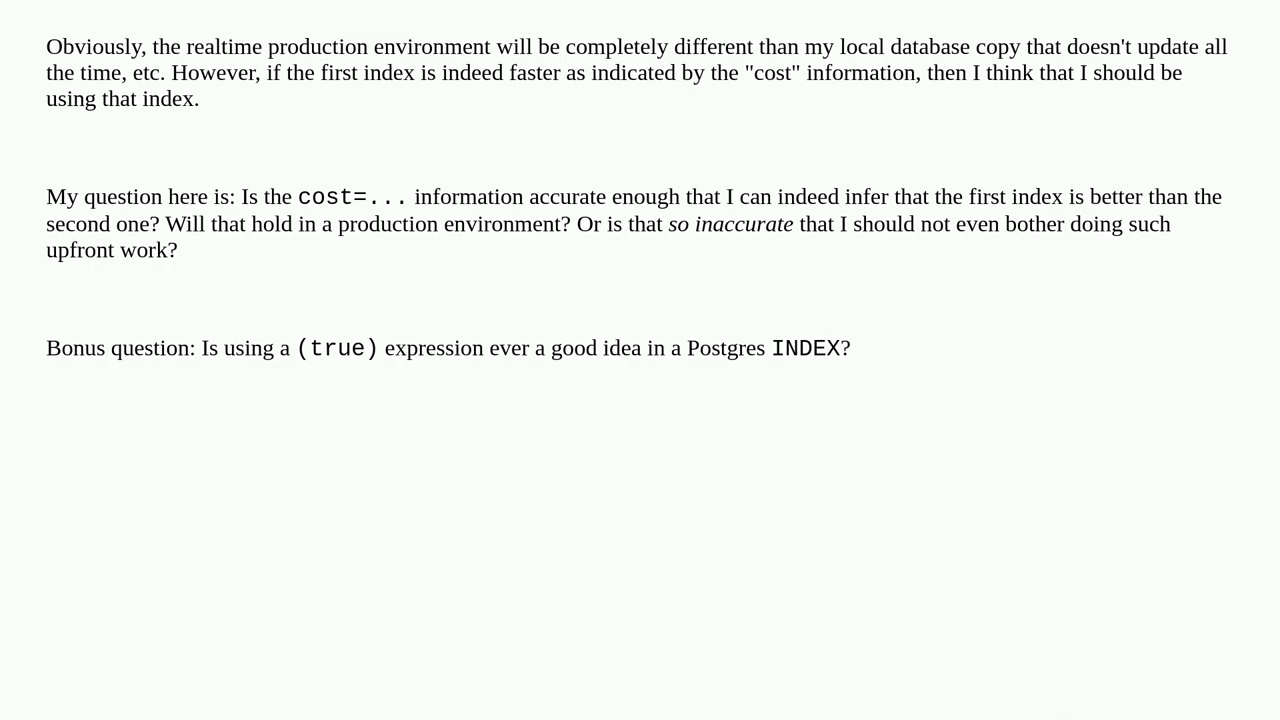 Obviously, the realtime production environment will be completely different than my local database copy that doesn't update all
the time, etc. However, if the first index is indeed faster as indicated by the "cost" information, then I think that I should be
using that index.
My question here is: Is the cost=... information accurate enough that I can indeed infer that the first index is better than the
second one? Will that hold in a production environment? Or is that so inaccurate that I should not even bother doing such
upfront work?
Bonus question: Is using a (true) expression ever a good idea in a Postgres INDEX?